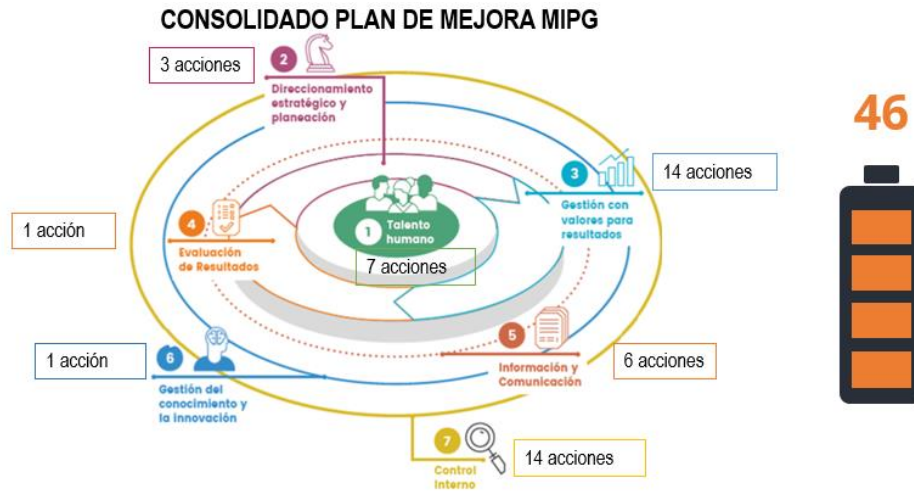 CONSOLIDADO PLAN DE MEJORA MIPG
3 acciones
2
Direccionamiento
estratégico y
planeación
46
3
14 acciones
Gestión con
valores para
resultados
1 acción
4
Evaluación
de Resultados
1
Talento
humano
7 acciones
5
Información y
Comunicación
6 acciones
1 acción
6
Gestión del
conocimiento y
la innovación
7
Control
Interno
14 acciones